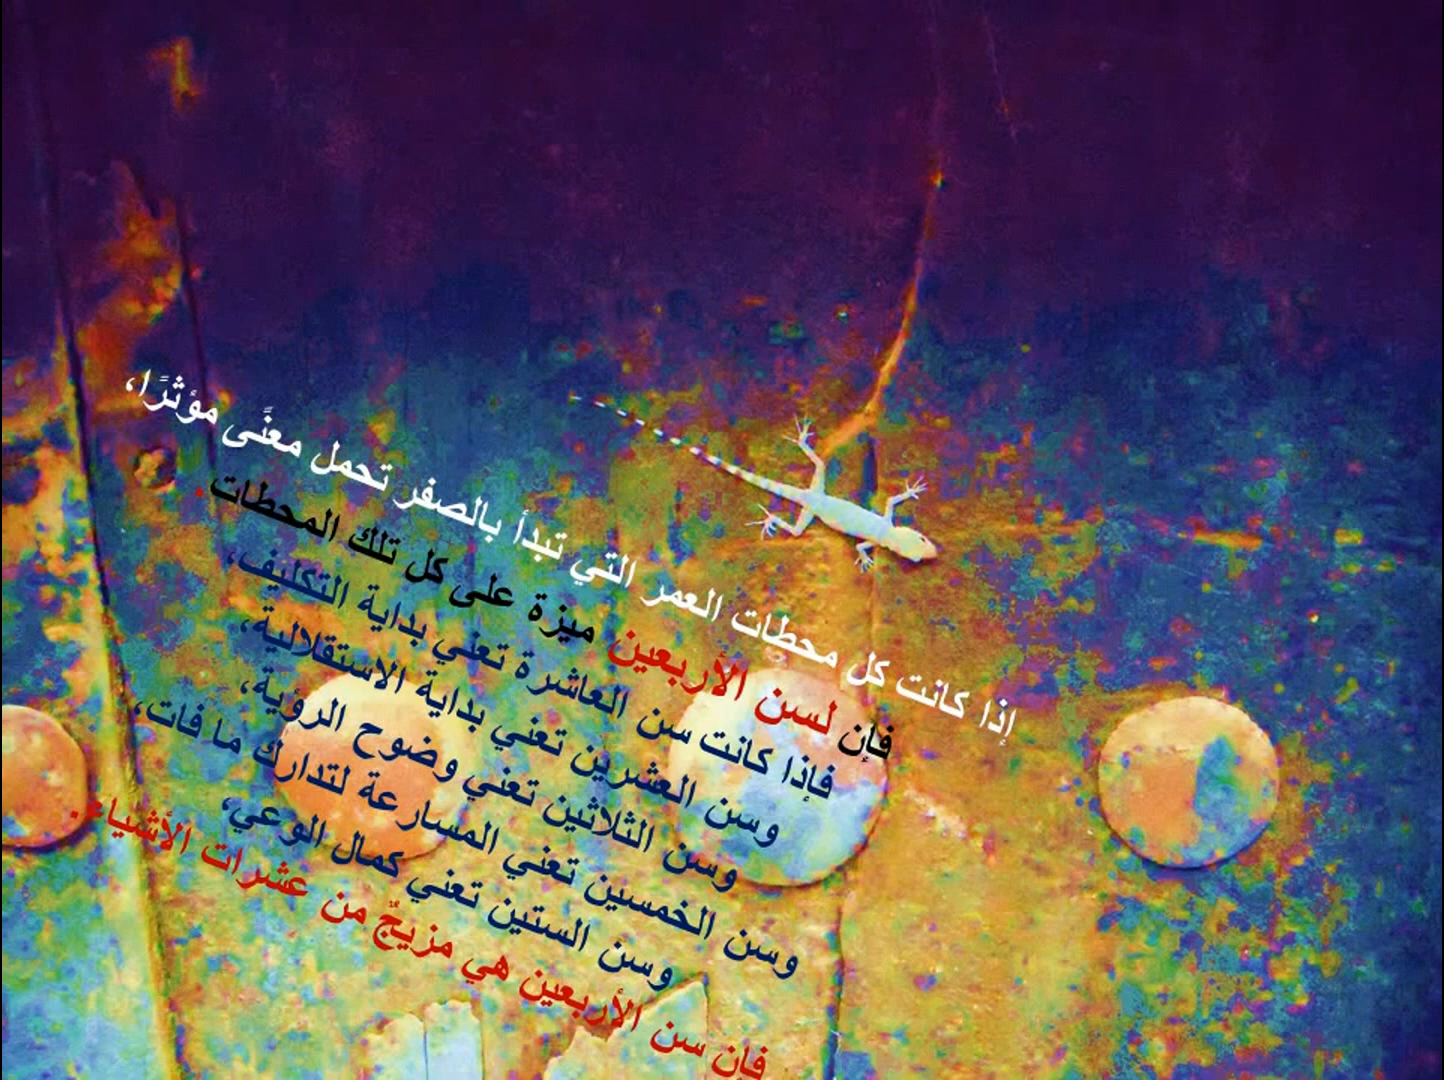 إذا كانت كل محطات العمر التي تبدأ بالصفر تحمل معنًى مؤثرًا،
فإن لسن الأربعين ميزة على كل تلك المحطات.
فإذا كانت سن العاشرة تعني بداية التكليف،
وسن العشرين تعني بداية الاستقلالية،
وسن الثلاثين تعني وضوح الرؤية،
وسن الخمسين تعني المسارعة لتدارك ما فات،
وسن الستين تعني كمال الوعي،
فإن سن الأربعين هي مزيجٌ من عشرات الأشياء.